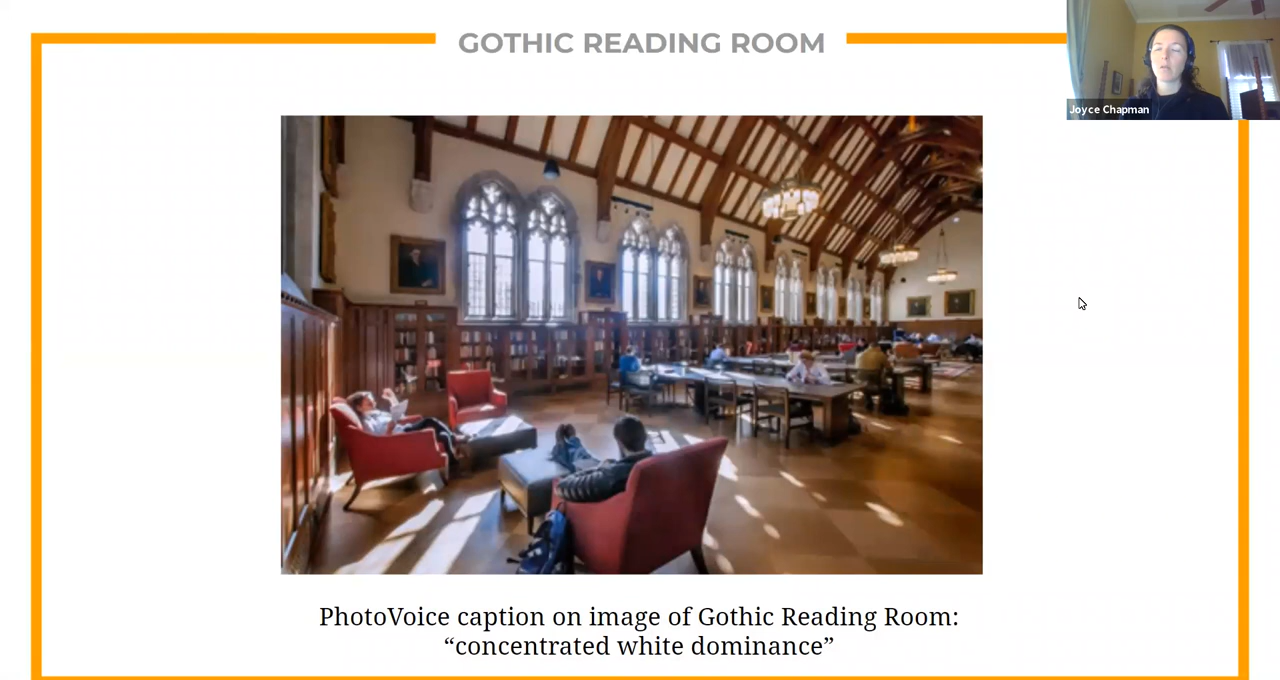 GOTHIC READING ROOM
Joyce Chapman
PhotoVoice caption on image of Gothic Reading Room:
“concentrated white dominance”